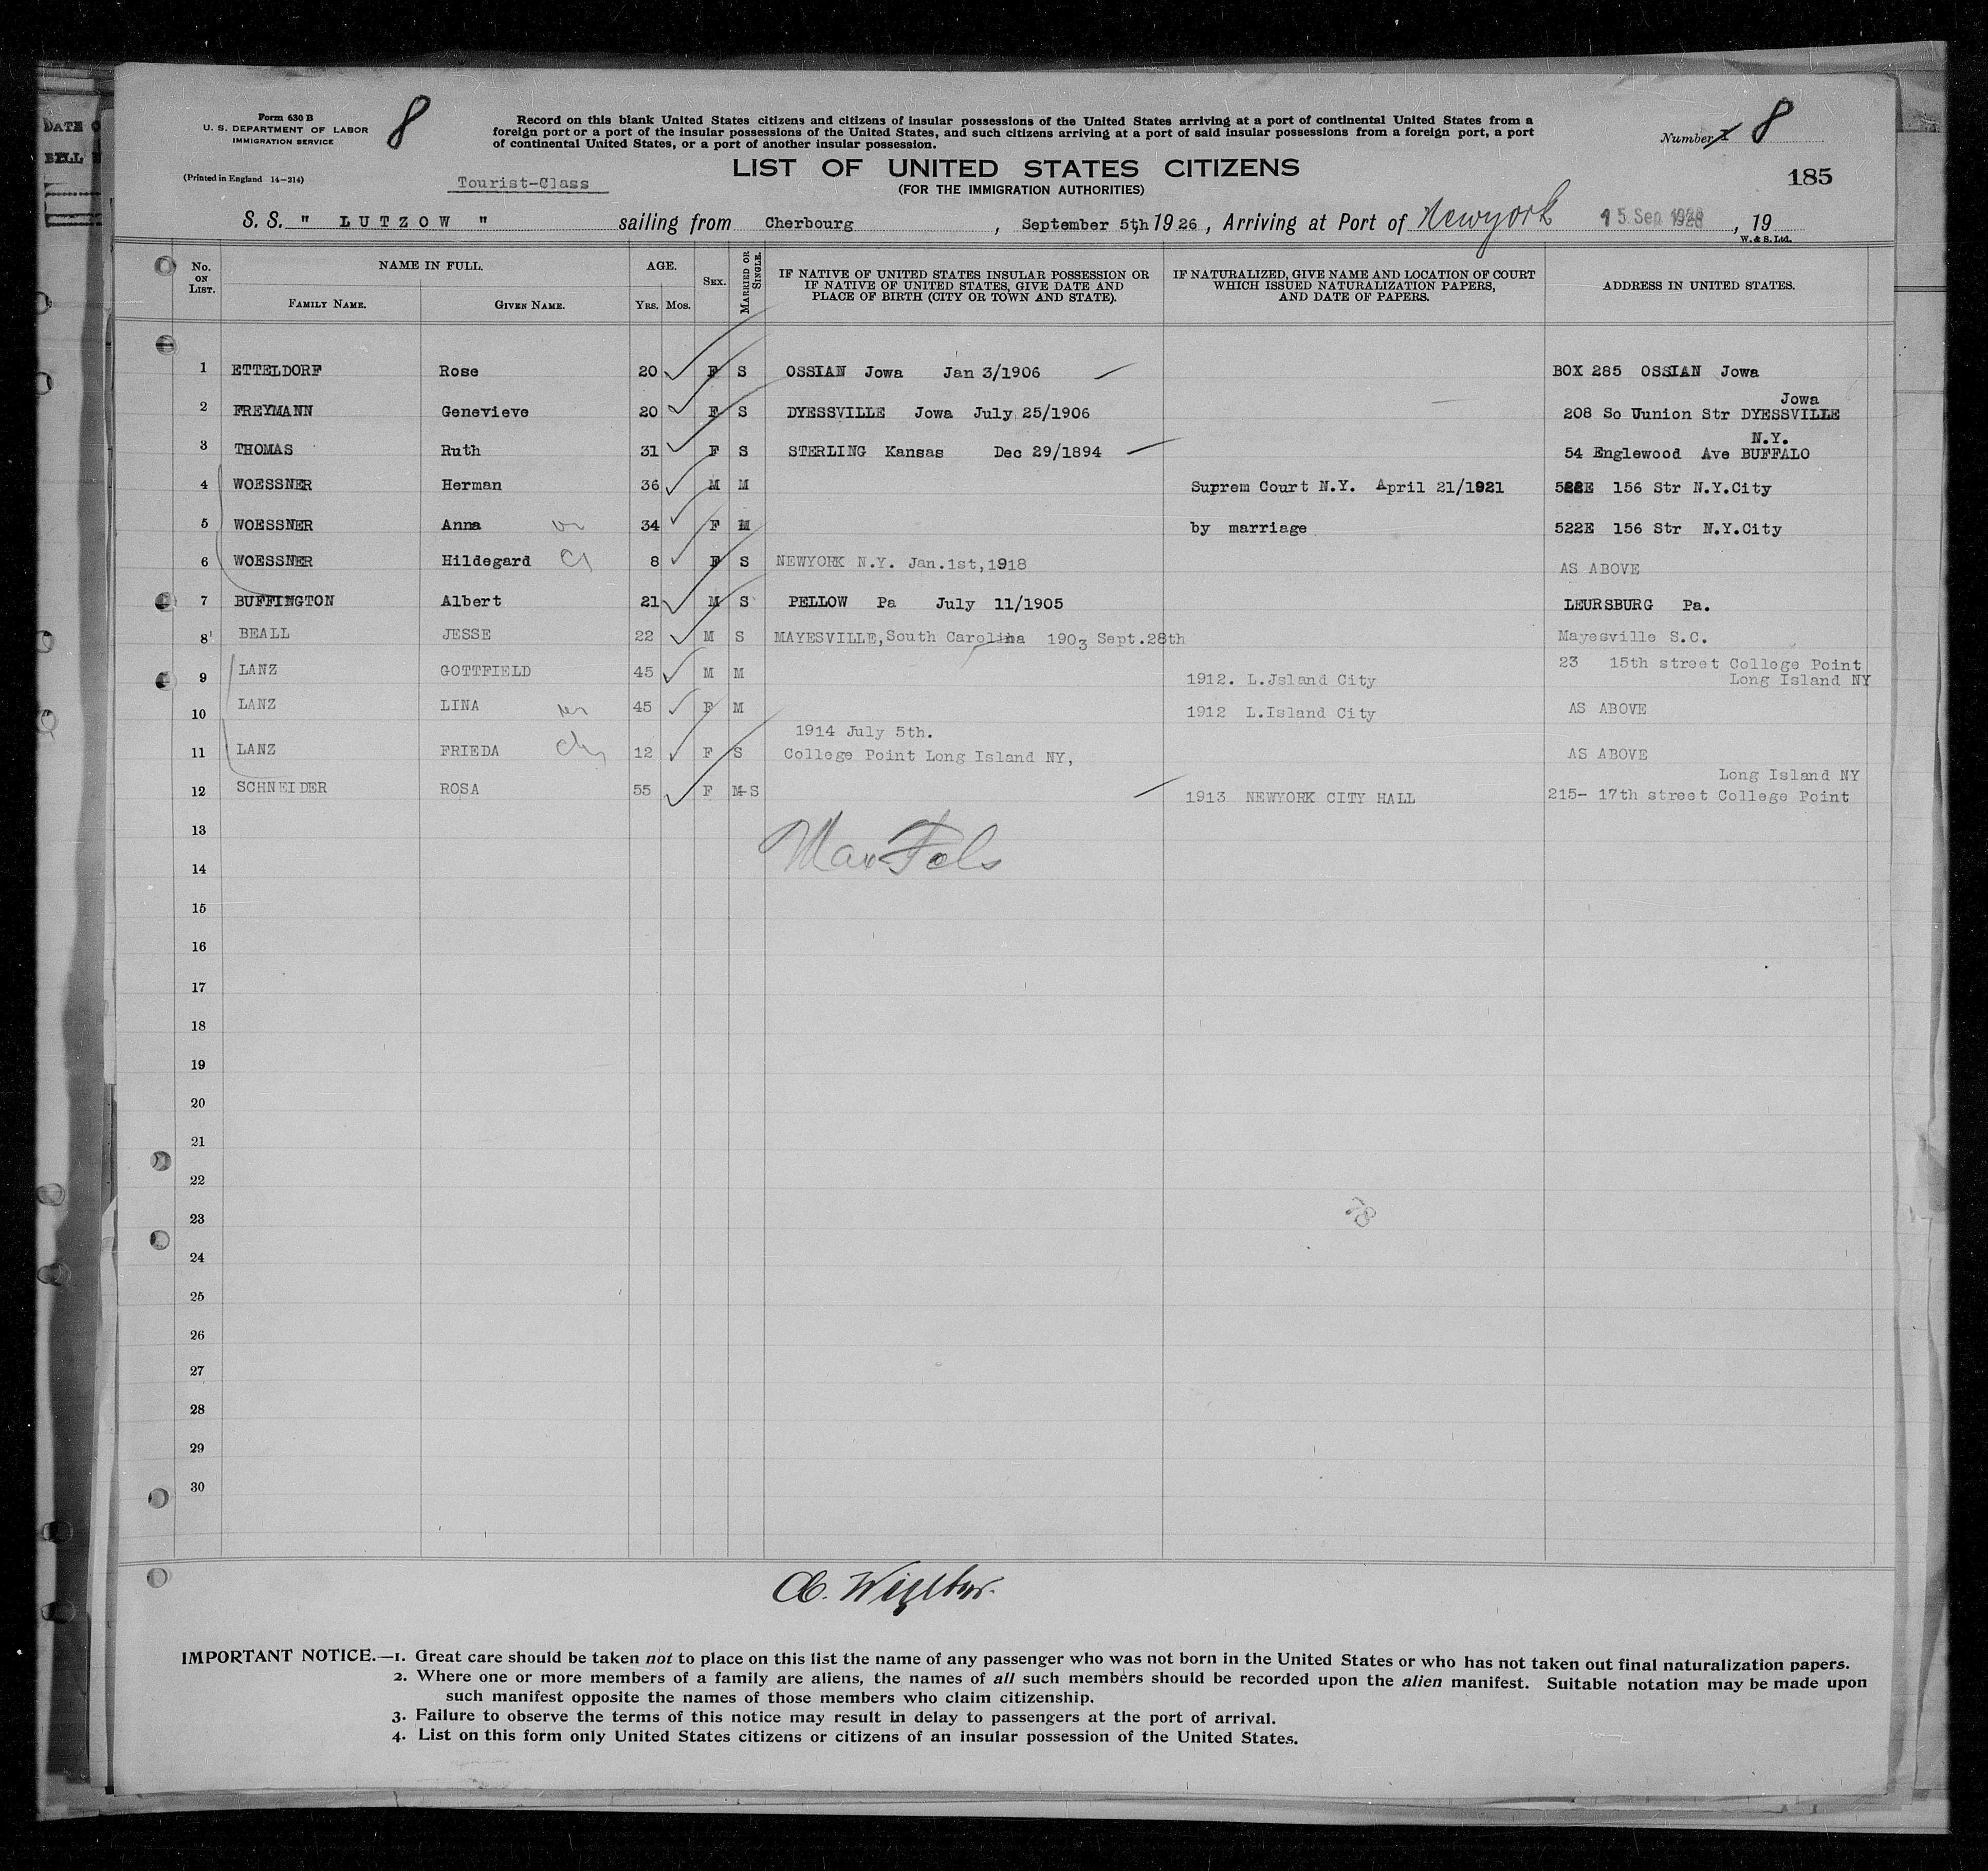 DATE O
BILL
Form 630 B
U. S. DEPARTMENT OF LABOR
IMMIGRATION SERVICE
8
Record on this blank United States citizens and citizens of insular possessions of the United States arriving at a port of continental United States from a
foreign port or a port of the insular possessions of the United States, and such citizens arriving at a port of said insular possessions from a foreign port, a port
of continental United States, or a port of another insular possession.
Number 8
LIST OF UNITED STATES CITIZENS
(FOR THE IMMIGRATION AUTHORITIES)
(Printed in England 14-214)
Tourist-Class
185
S. S. " LUTZOW " sailing from Cherbourg , September 5th 1926, Arriving at Port of Newyork 15 Sep 1926, 19
W. & S. Ltd.
No. ON LIST.
NAME IN FULL.
FAMILY NAME. GIVEN NAME.
AGE.
YRS. MOS.
SEX.
MARRIED OR SINGLE.
IF NATIVE OF UNITED STATES INSULAR POSSESSION OR
IF NATIVE OF UNITED STATES, GIVE DATE AND
PLACE OF BIRTH (CITY OR TOWN AND STATE).
IF NATURALIZED, GIVE NAME AND LOCATION OF COURT
WHICH ISSUED NATURALIZATION PAPERS,
AND DATE OF PAPERS.
ADDRESS IN UNITED STATES.
1 ETTELDORF Rose 20 F S OSSIAN Jowa Jan 3/1906 BOX 285 OSSIAN Jowa
Jowa
2 FREYMANN Genevieve 20 F S DYESSVILLE Jowa July 25/1906 208 So Uunion Str DYESSVILLE
N.Y.
3 THOMAS Ruth 31 F S STERLING Kansas Dec 29/1894 54 Englewood Ave BUFFALO
4 WOESSNER Herman 36 M M Suprem Court N.Y. April 21/1921 522E 156 Str N.Y.City
5 WOESSNER Anna 34 F M by marriage 522E 156 Str N.Y.City
6 WOESSNER Hildegard 8 F S NEWYORK N.Y. Jan.1st,1918 AS ABOVE
7 BUFFINGTON Albert 21 M S PELLOW Pa July 11/1905 LEURSBURG Pa.
8 BEALL JESSE 22 M S MAYESVILLE,South Carolina 1903 Sept.28th Mayesville S.C.
9 LANZ GOTTFIELD 45 M M 1912. L.Jsland City 23 15th street College Point
Long Island NY
10 LANZ LINA 45 F M 1912 L.Island City AS ABOVE
1914 July 5th.
11 LANZ FRIEDA 12 F S College Point Long Island NY, AS ABOVE
Long Island NY
12 SCHNEIDER ROSA 55 F M-S 1913 NEWYORK CITY HALL 215- 17th street College Point
13
14
15
16
17
18
19
20
21
22
23
24
25
26
27
28
29
30
IMPORTANT NOTICE.—1. Great care should be taken not to place on this list the name of any passenger who was not born in the United States or who has not taken out final naturalization papers.
2. Where one or more members of a family are aliens, the names of all such members should be recorded upon the alien manifest. Suitable notation may be made upon
such manifest opposite the names of those members who claim citizenship.
3. Failure to observe the terms of this notice may result in delay to passengers at the port of arrival.
4. List on this form only United States citizens or citizens of an insular possession of the United States.